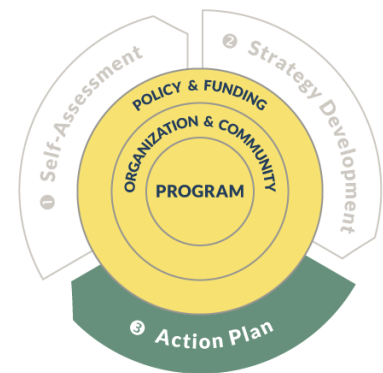 ❶ Self-Assessment
❷ Strategy Development
POLICY & FUNDING
ORGANIZATION & COMMUNITY
PROGRAM
❸ Action Plan